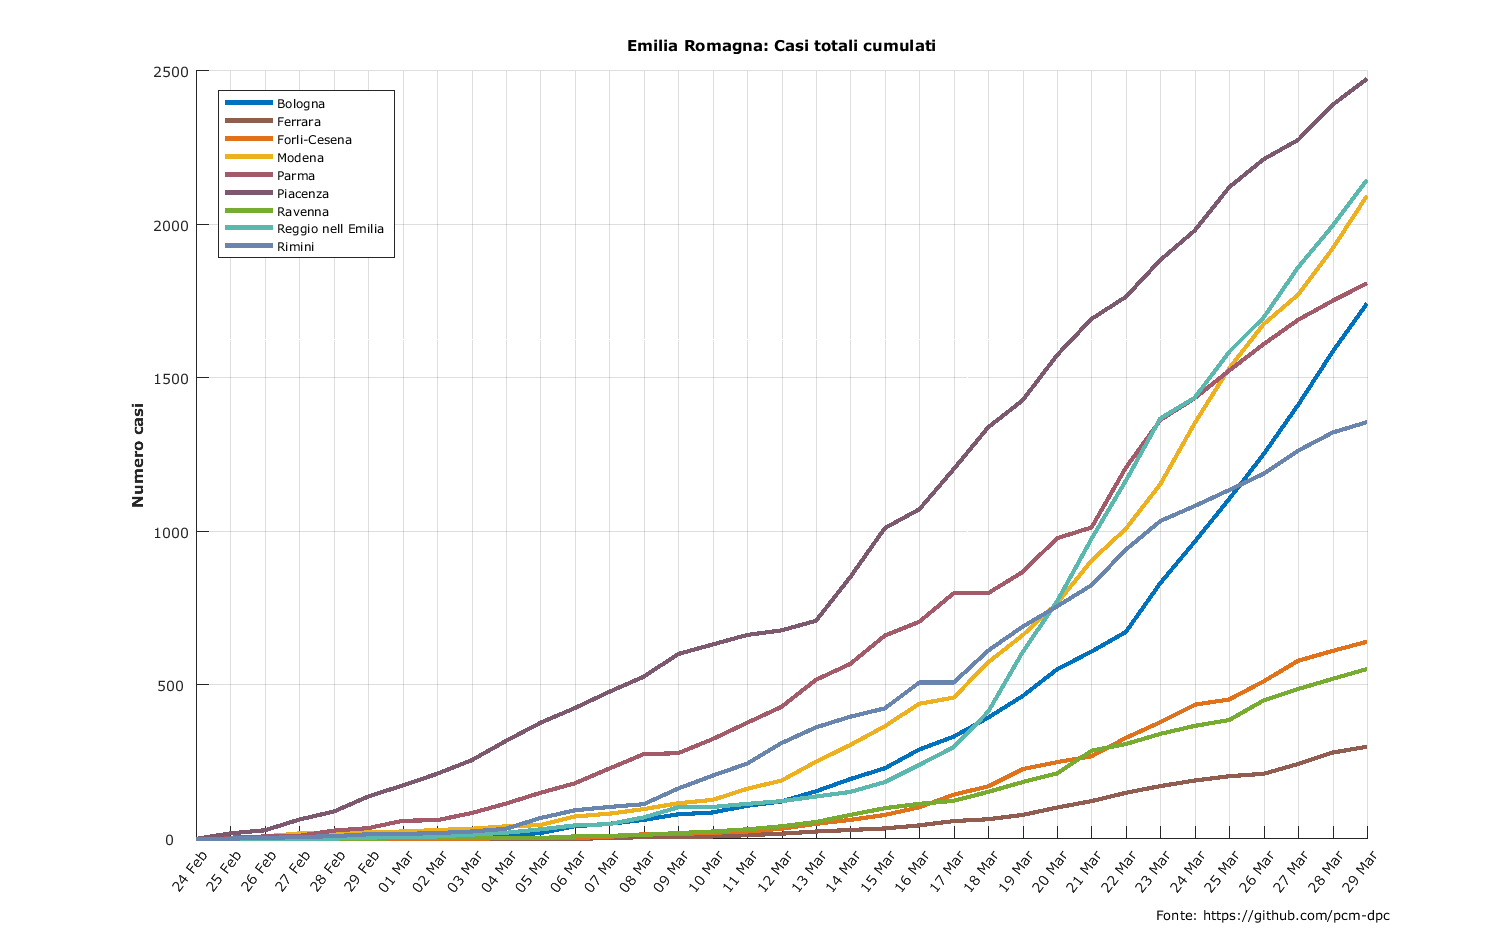 Emilia Romagna: Casi totali cumulati
2500
2000
1500
1000
500
0
Numero casi
Bologna
Ferrara
Forlì-Cesena
Modena
Parma
Piacenza
Ravenna
Reggio nell Emilia
Rimini
24 Feb
25 Feb
26 Feb
27 Feb
28 Feb
29 Feb
01 Mar
02 Mar
03 Mar
04 Mar
05 Mar
06 Mar
07 Mar
08 Mar
09 Mar
10 Mar
11 Mar
12 Mar
13 Mar
14 Mar
15 Mar
16 Mar
17 Mar
18 Mar
19 Mar
20 Mar
21 Mar
22 Mar
23 Mar
24 Mar
25 Mar
26 Mar
27 Mar
28 Mar
29 Mar
Fonte: https://github.com/pcm-dpc